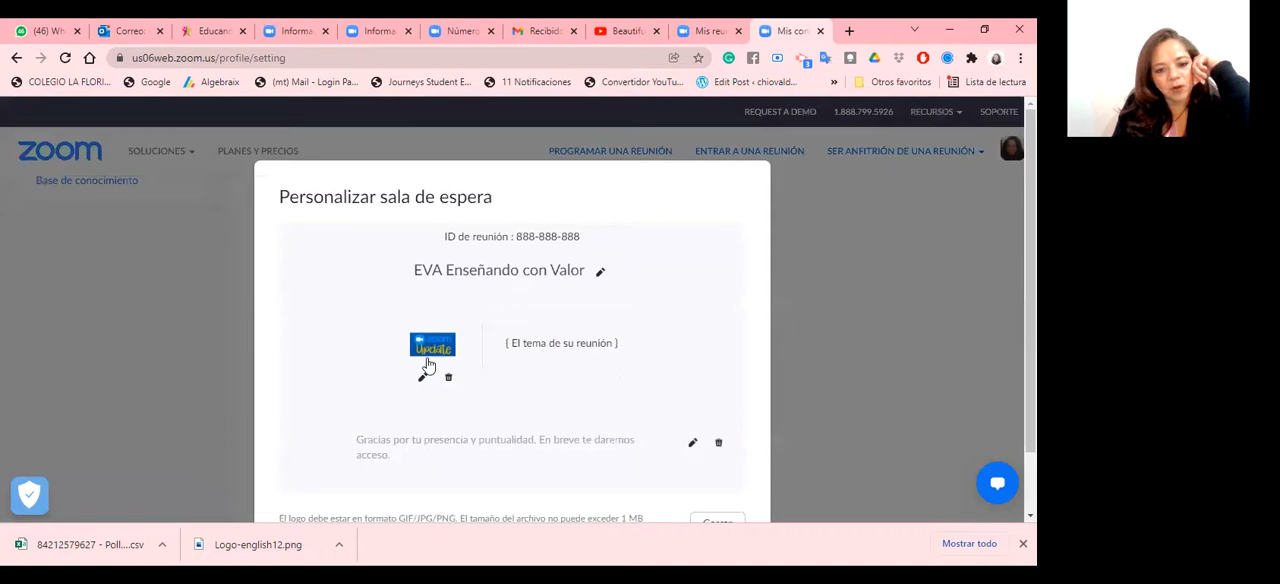 (46) Wh
Correo:
Educand
Informa
Informa
Número
Recibido
Beautifu
Mis reu
Mis con
us06web.zoom.us/profile/setting
3
COLEGIO LA FLORI...
Google
Algebraix
(mt) Mail - Login Pa...
Journeys Student E...
11 Notificaciones
Convertidor YouTu...
Edit Post ‹ chiovald...
»
Otros favoritos
Lista de lectura
REQUEST A DEMO
1.888.799.5926
RECURSOS
SOPORTE
zoom
SOLUCIONES
PLANES Y PRECIOS
PROGRAMAR UNA REUNIÓN
ENTRAR A UNA REUNIÓN
SER ANFITRIÓN DE UNA REUNIÓN
Base de conocimiento
Personalizar sala de espera
ID de reunión : 888-888-888
EVA Enseñando con Valor
zoom
Update
{ El tema de su reunión }
Gracias por tu presencia y puntualidad. En breve te daremos
acceso.
El logo debe estar en formato GIF/JPG/PNG. El tamaño del archivo no puede exceder 1 MB
84212579627 - Poll....csv
Logo-english12.png
Mostrar todo